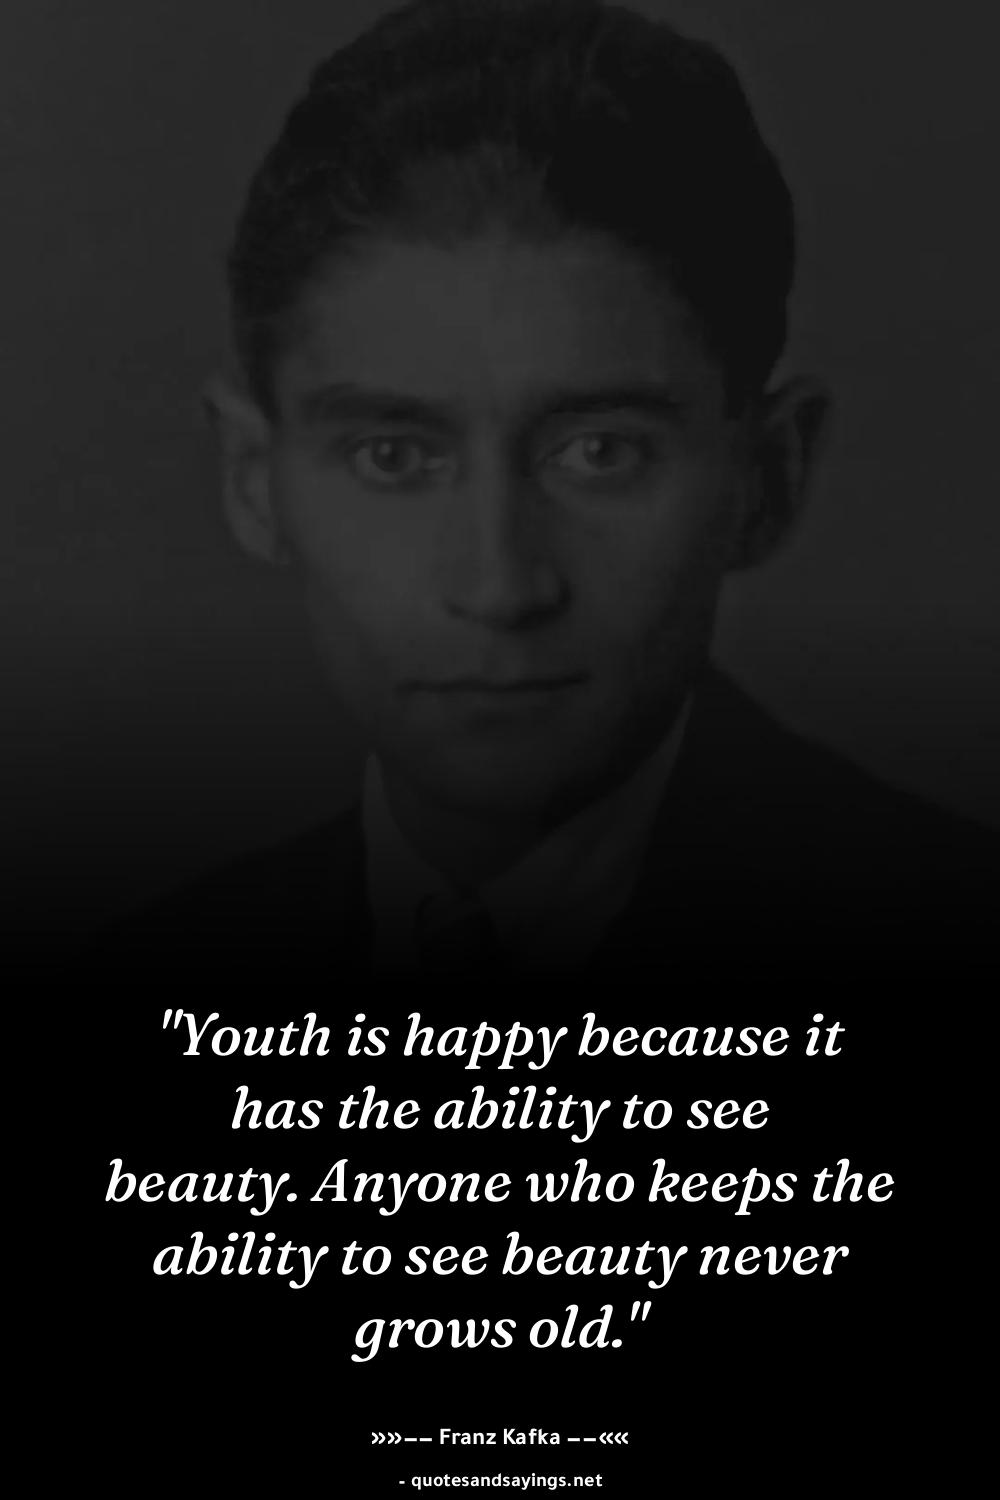 "Youth is happy because it
has the ability to see
beauty. Anyone who keeps the
ability to see beauty never
grows old."
»»–– Franz Kafka ––««
- quotesandsayings.net